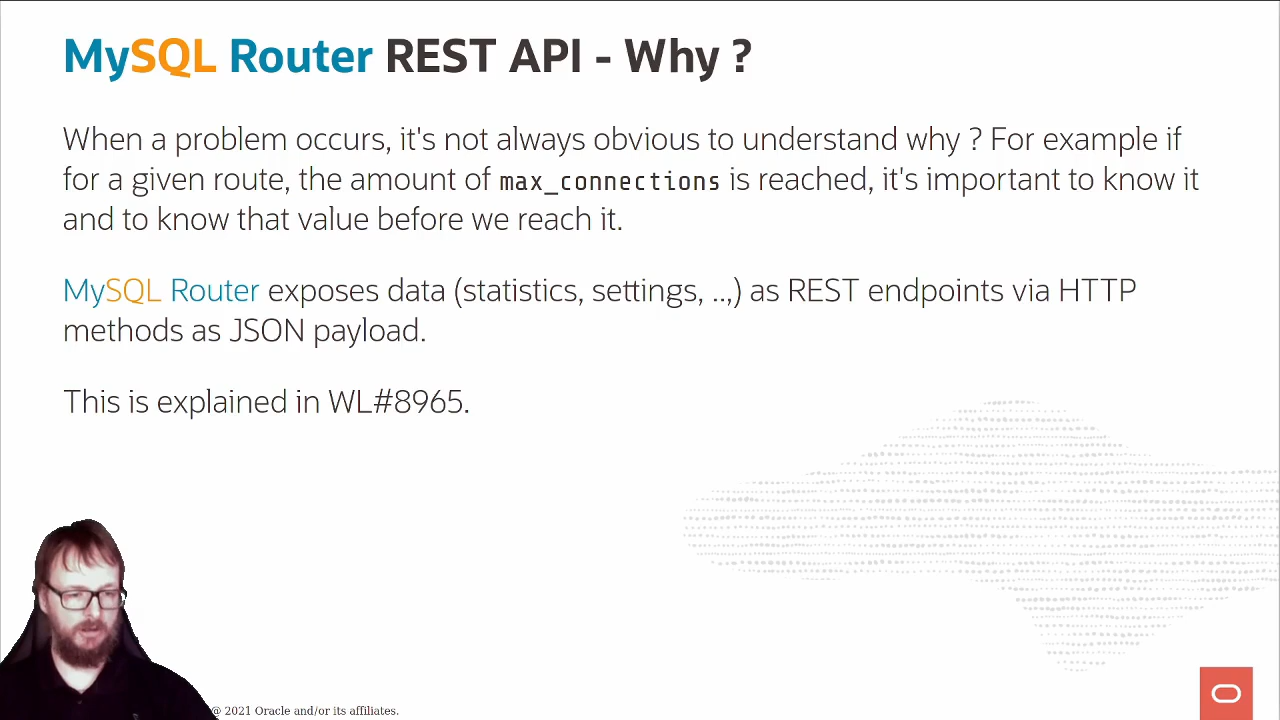 MySQL Router REST API - Why ?
When a problem occurs, it's not always obvious to understand why ? For example if
for a given route, the amount of max_connections is reached, it's important to know it
and to know that value before we reach it.
MySQL Router exposes data (statistics, settings, ..,) as REST endpoints via HTTP
methods as JSON payload.
This is explained in WL#8965.
@ 2021 Oracle and/or its affiliates.